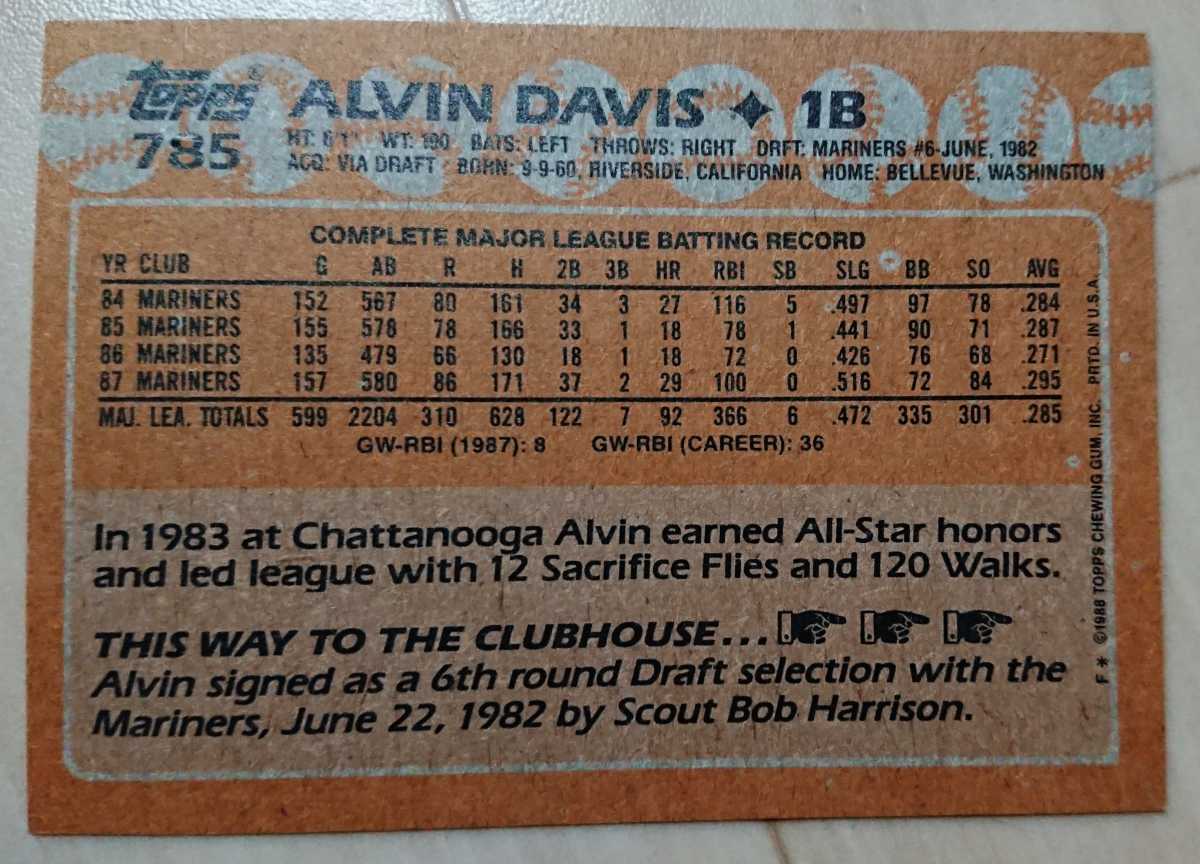 Topps ALVIN DAVIS ✦ 1B
785
HT: 6'1" WT: 190 BATS: LEFT THROWS: RIGHT DRFT: MARINERS #6-JUNE, 1982
ACQ: VIA DRAFT BORN: 9-9-60, RIVERSIDE, CALIFORNIA HOME: BELLEVUE, WASHINGTON
COMPLETE MAJOR LEAGUE BATTING RECORD
YR CLUB G AB R H 2B 3B HR RBI SB SLG BB SO AVG
84 MARINERS 152 567 80 161 34 3 27 116 5 .497 97 78 .284
85 MARINERS 155 578 78 166 33 1 18 78 1 .441 90 71 .287
86 MARINERS 135 479 66 130 18 1 18 72 0 .426 76 68 .271
87 MARINERS 157 580 86 171 37 2 29 100 0 .516 72 84 .295
MAJ. LEA. TOTALS 599 2204 310 628 122 7 92 366 6 .472 335 301 .285
GW-RBI (1987): 8 GW-RBI (CAREER): 36
In 1983 at Chattanooga Alvin earned All-Star honors
and led league with 12 Sacrifice Flies and 120 Walks.
THIS WAY TO THE CLUBHOUSE...
Alvin signed as a 6th round Draft selection with the
Mariners, June 22, 1982 by Scout Bob Harrison.
F* ©1988 TOPPS CHEWING GUM, INC. PRTD. IN U.S.A.